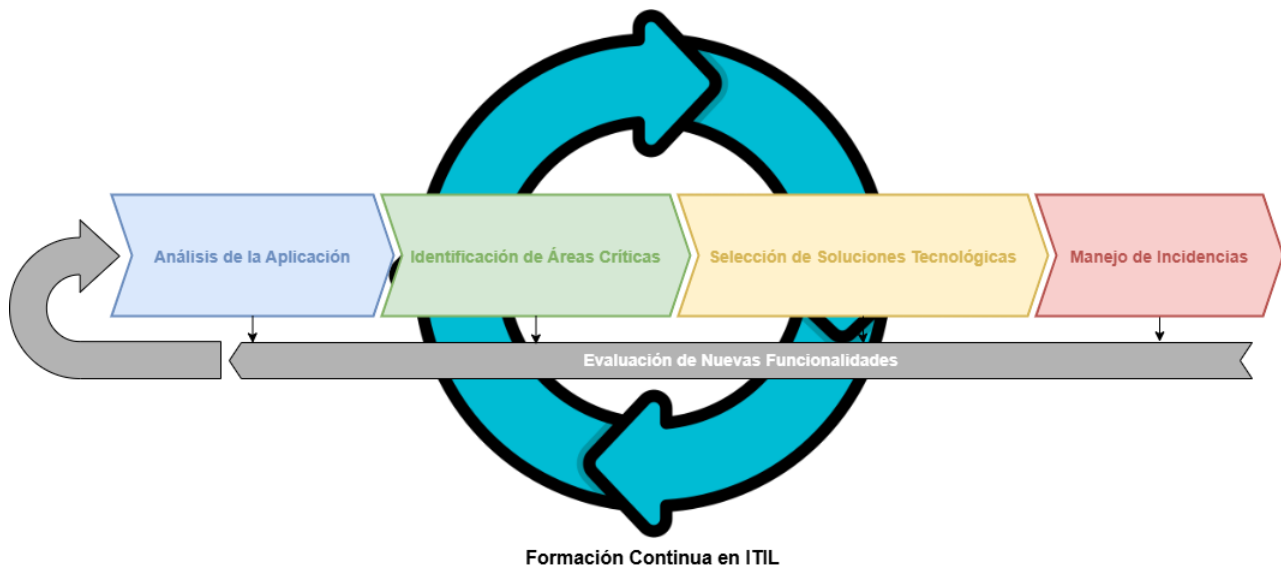 Análisis de la Aplicación
Identificación de Áreas Críticas
Selección de Soluciones Tecnológicas
Manejo de Incidencias
Evaluación de Nuevas Funcionalidades
Formación Continua en ITIL